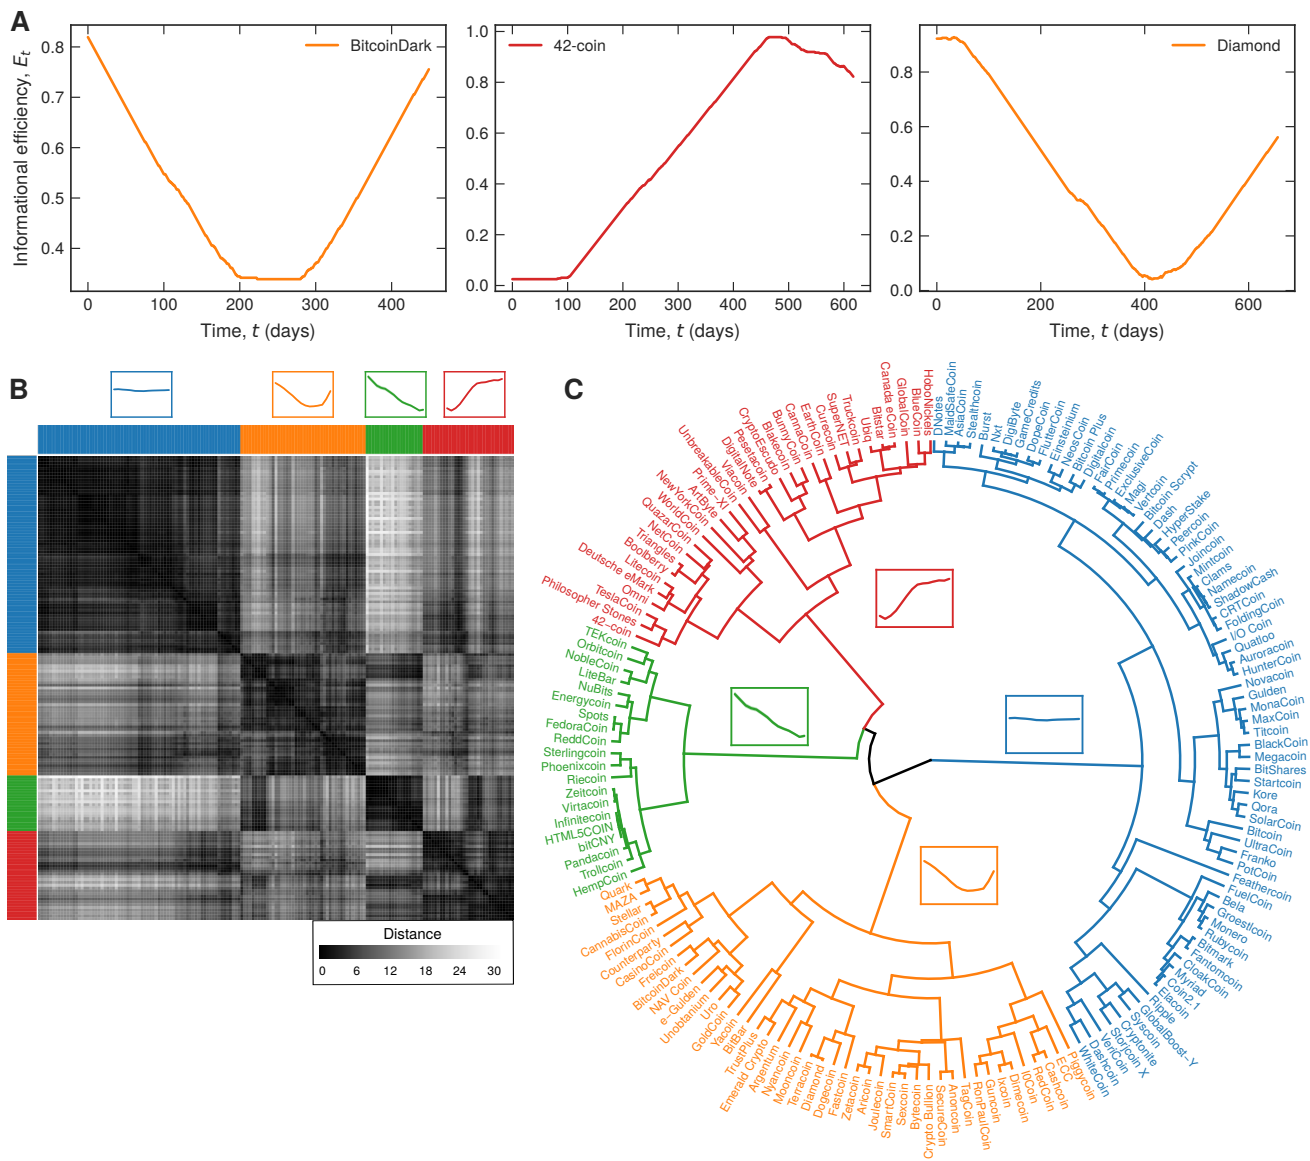 A
BitcoinDark
Informational efficiency, Et
0.8
0.7
0.6
0.5
0.4
0
100
200
300
400
Time, t (days)
42-coin
1.0
0.8
0.6
0.4
0.2
0.0
0
100
200
300
400
500
600
Time, t (days)
Diamond
0.8
0.6
0.4
0.2
0.0
0
200
400
600
Time, t (days)
B
Distance
0
6
12
18
24
30
C
DNotes
MaidSafeCoin
AsiaCoin
Stealthcoin
Burst
Nxt
DigiByte
GameCredits
DopeCoin
FlutterCoin
Einsteinium
NeosCoin
Bitcoin Plus
Digitalcoin
FairCoin
Primecoin
ExclusiveCoin
Magi
Vertcoin
Bitcoin Scrypt
Dash
HyperStake
Peercoin
PinkCoin
Joincoin
Mintcoin
Clams
Namecoin
ShadowCash
CRTCoin
FoldingCoin
I/O Coin
Quatloo
Auroracoin
HunterCoin
Novacoin
Gulden
MonaCoin
MaxCoin
Titcoin
BlackCoin
Megacoin
BitShares
Startcoin
Kore
Qora
SolarCoin
Bitcoin
UltraCoin
Franko
PotCoin
Feathercoin
FuelCoin
Bela
Groestlcoin
Monero
Rubycoin
Bitmark
Fantomcoin
CloakCoin
Myriad
Coin2.1
Elacoin
Ripple
GlobalBoost-Y
Syscoin
Cryptonite
Storjcoin X
VeriCoin
Dashcoin
WhiteCoin
Piggycoin
ECC
Cashcoin
RedCoin
I0Coin
Dimecoin
Ixcoin
Guncoin
RonPaulCoin
TagCoin
Anoncoin
SecureCoin
Crypto Bullion
Bytecoin
Sexcoin
SmartCoin
Joulecoin
Aricoin
Zetacoin
Fastcoin
Dogecoin
Diamond
Terracoin
Mooncoin
Nyancoin
Argentum
Emerald Crypto
TrustPlus
BitBar
Yacoin
GoldCoin
Uro
Unobtanium
e-Gulden
NAV Coin
BitcoinDark
Freicoin
CasinoCoin
Counterparty
FlorinCoin
CannabisCoin
Stellar
MAZA
Quark
HempCoin
Trollcoin
Pandacoin
bitCNY
HTML5COIN
Infinitecoin
Virtacoin
Zeitcoin
Riecoin
Phoenixcoin
Sterlingcoin
ReddCoin
FedoraCoin
Spots
Energycoin
NuBits
LiteBar
NobleCoin
Orbitcoin
TEKcoin
42-coin
Philosopher Stones
TeslaCoin
Omni
Deutsche eMark
Litecoin
Boolberry
Triangles
NetCoin
QuazarCoin
WorldCoin
NewYorkCoin
ArtByte
Prime-XI
UnbreakableCoin
Viacoin
DigitalNote
Pesetacoin
CryptoEscudo
Blakecoin
BunnyCoin
CannaCoin
EarthCoin
Curecoin
SuperNET
Truckcoin
Ubiq
Bitstar
Canada eCoin
GlobalCoin
BlueCoin
HoboNickels